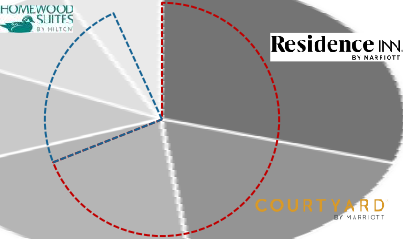 HOMEWOOD
SUITES
BY HILTON
Residence INN.
BY MARRIOTT
COURTYARD
BY MARRIOTT